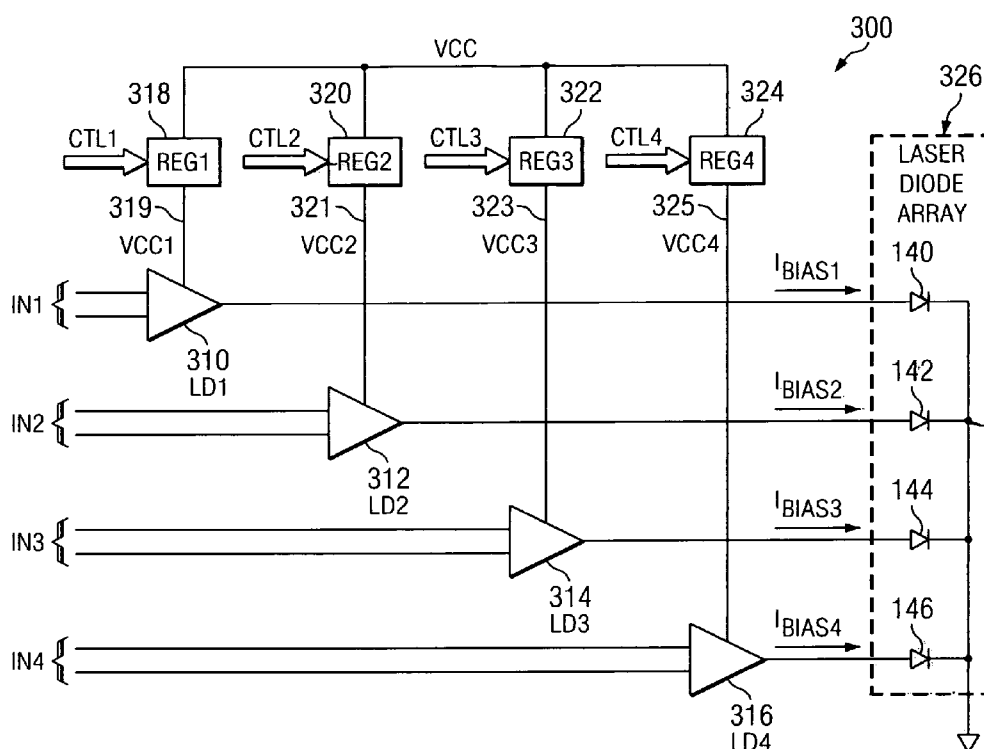 300
VCC
318
320
322
324
326
CTL1
CTL2
CTL3
CTL4
REG1
REG2
REG3
REG4
LASER
DIODE
ARRAY
319
321
323
325
VCC1
VCC2
VCC3
VCC4
IBIAS1
140
IN1
310
LD1
IBIAS2
142
IN2
312
LD2
IBIAS3
144
IN3
314
LD3
IBIAS4
146
IN4
316
LD4